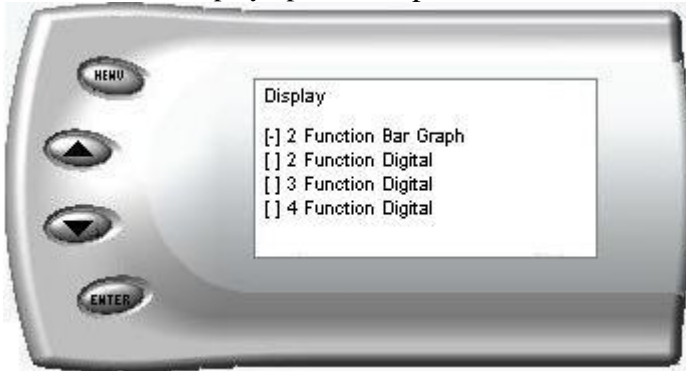 MENU
Display
[-] 2 Function Bar Graph
[ ] 2 Function Digital
[ ] 3 Function Digital
[ ] 4 Function Digital
ENTER